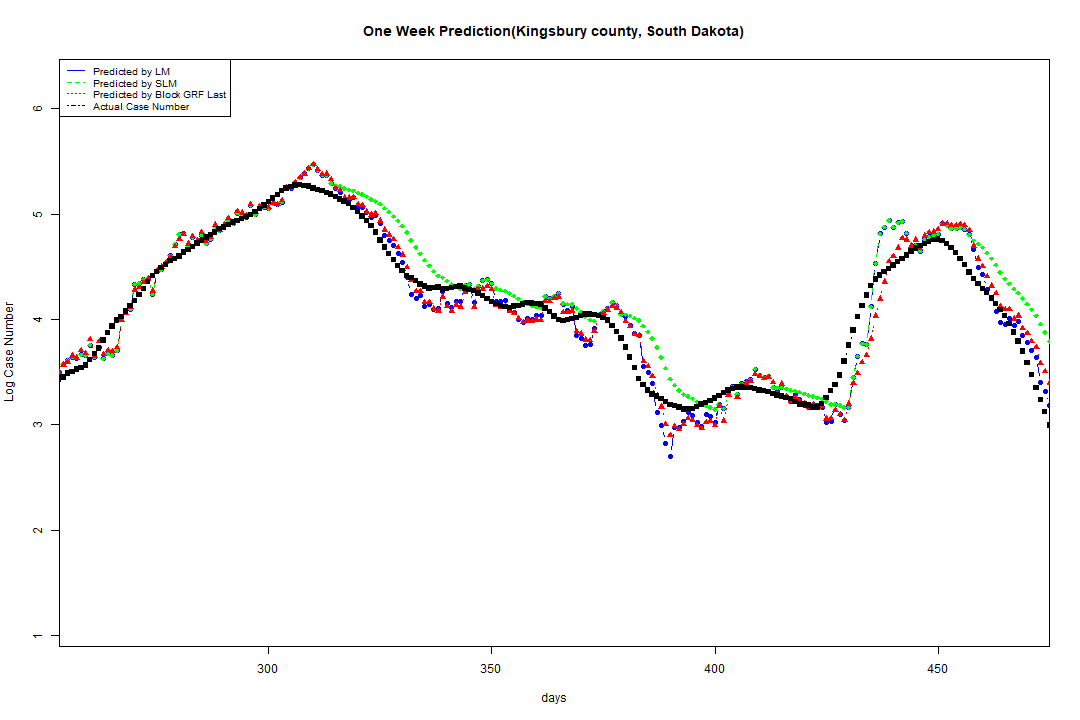 One Week Prediction(Kingsbury county, South Dakota)
Predicted by LM
Predicted by SLM
Predicted by Block GRF Last
Actual Case Number
6
5
4
3
2
1
Log Case Number
300
350
400
450
days